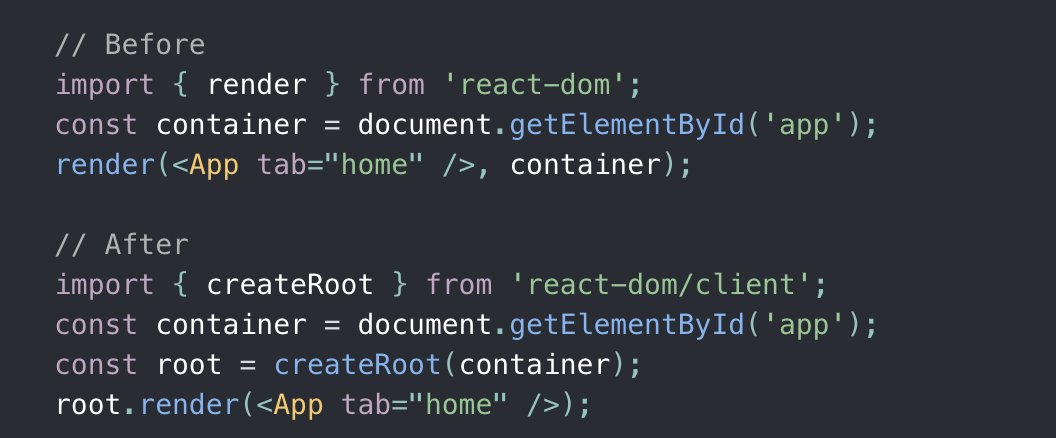 // Before
import { render } from 'react-dom';
const container = document.getElementById('app');
render(<App tab="home" />, container);

// After
import { createRoot } from 'react-dom/client';
const container = document.getElementById('app');
const root = createRoot(container);
root.render(<App tab="home" />);